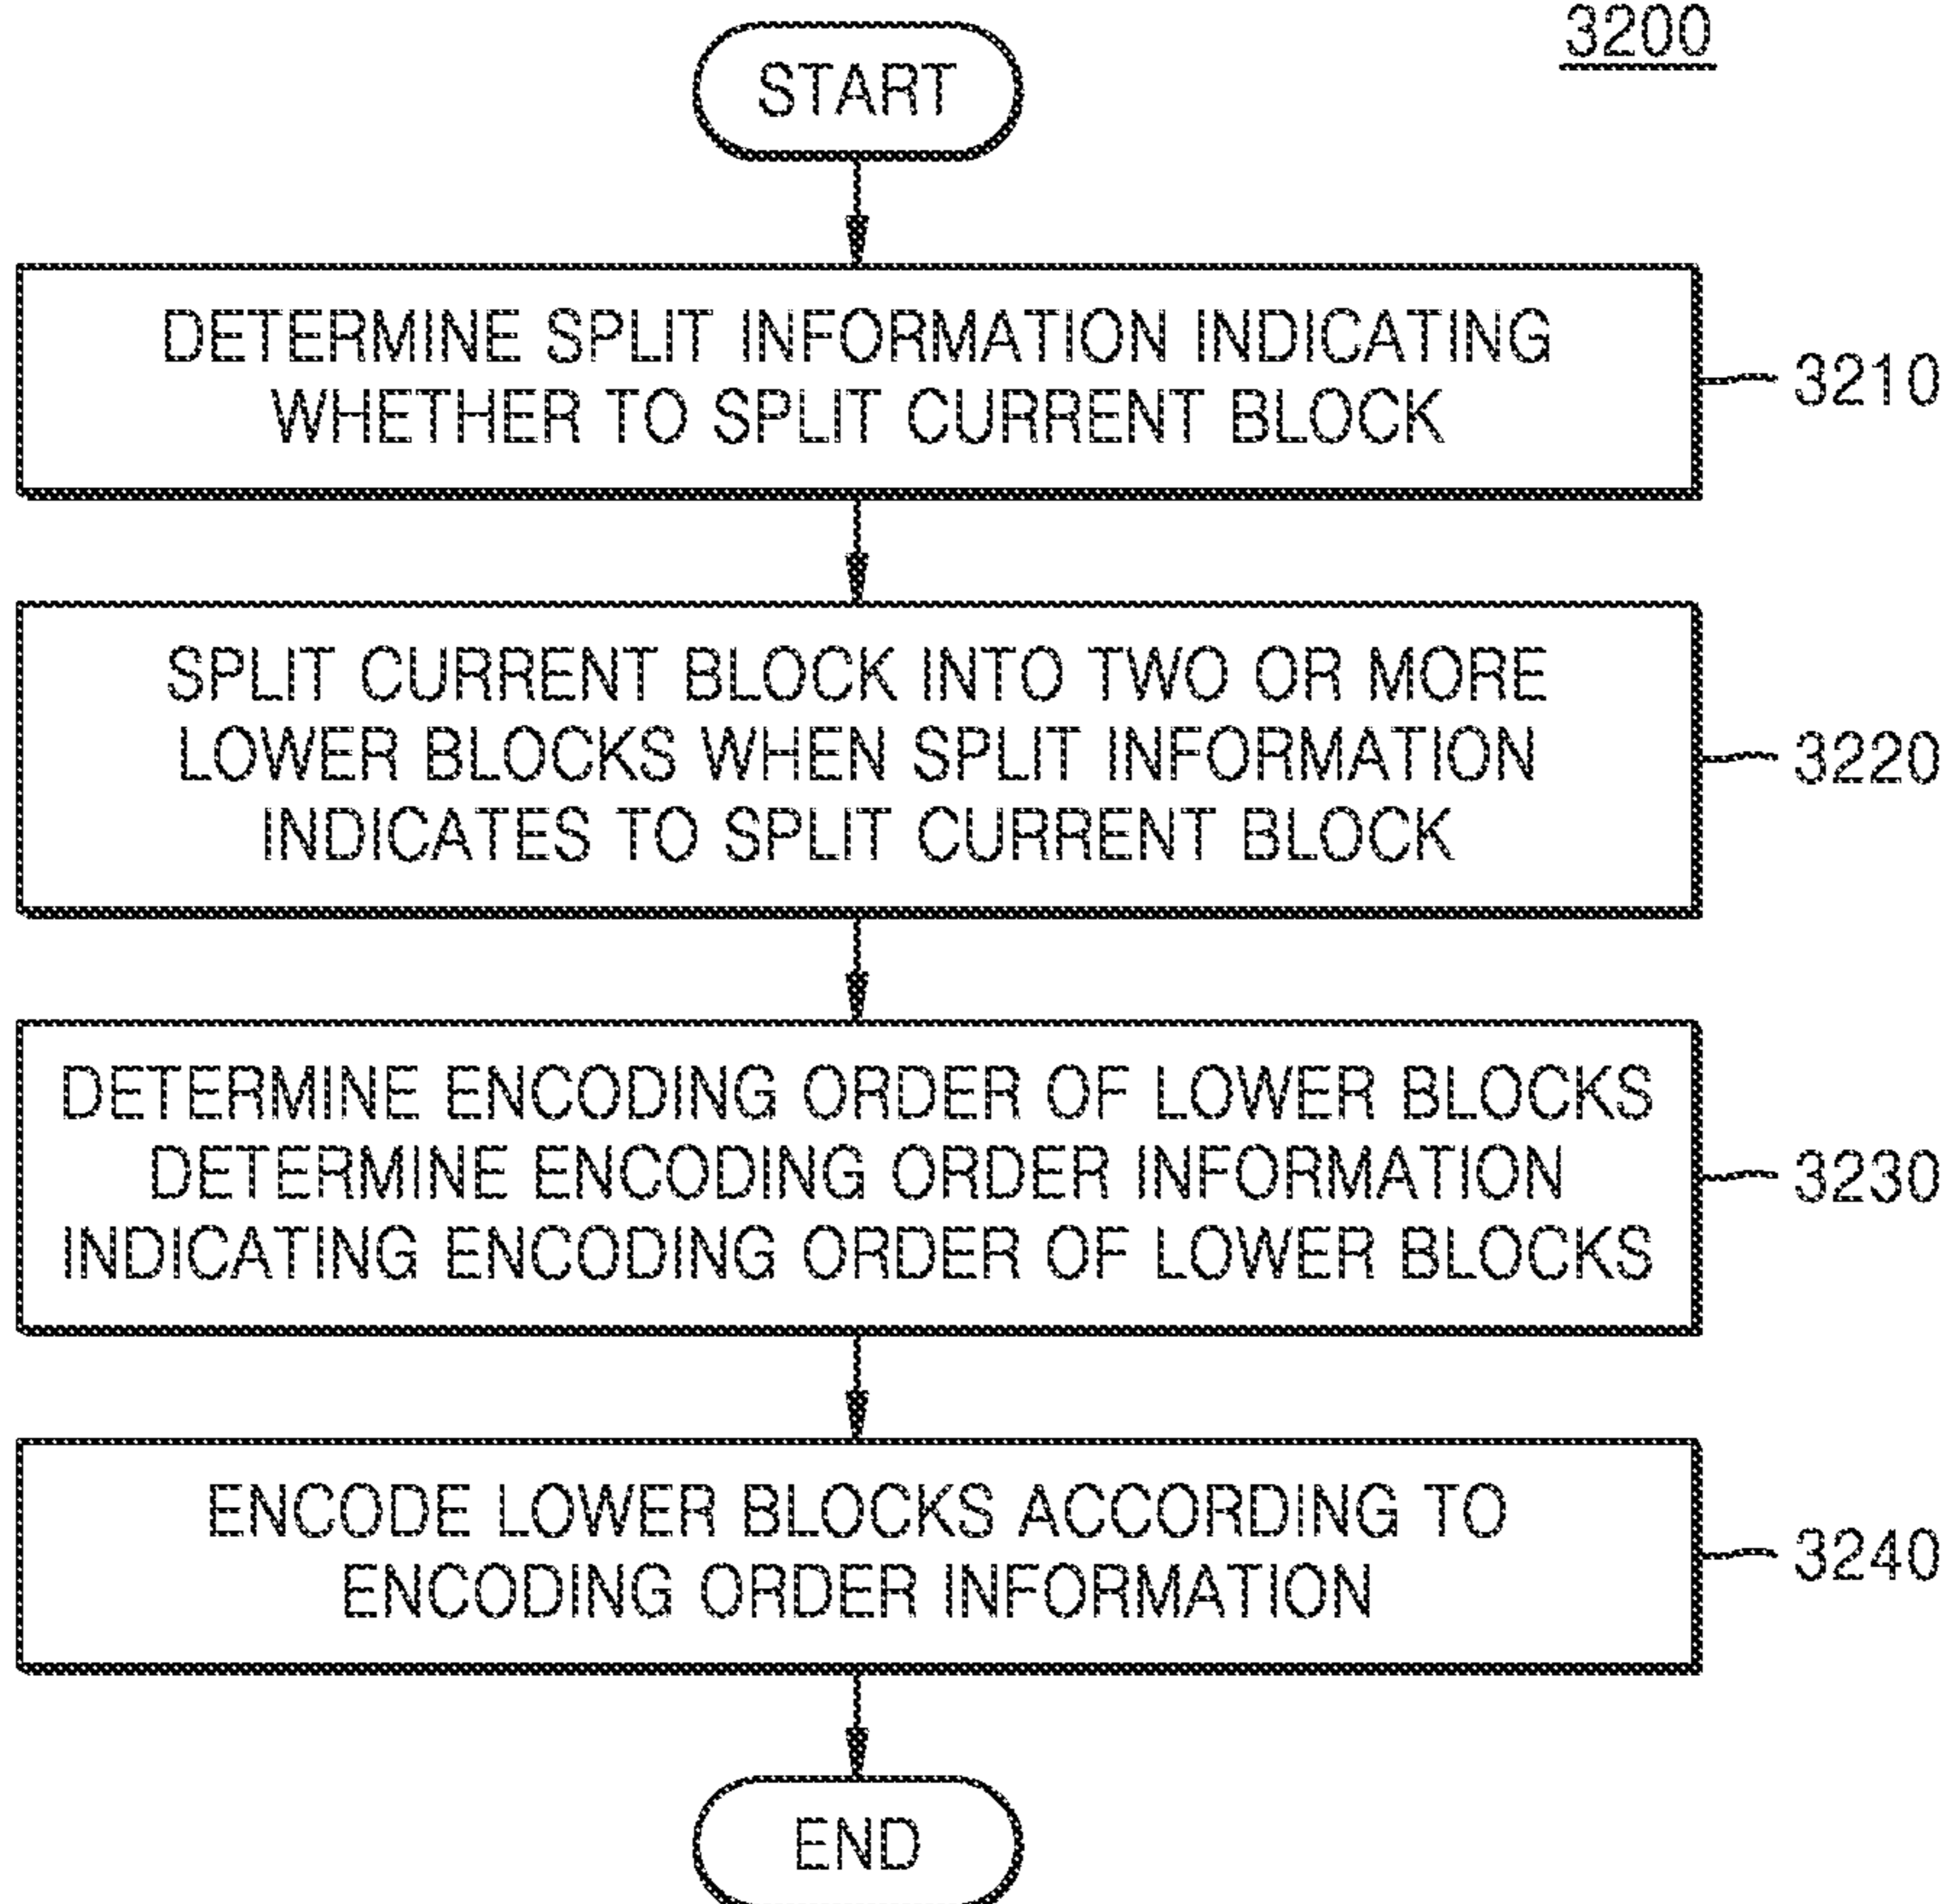 3200
START
DETERMINE SPLIT INFORMATION INDICATING
WHETHER TO SPLIT CURRENT BLOCK
3210
SPLIT CURRENT BLOCK INTO TWO OR MORE
LOWER BLOCKS WHEN SPLIT INFORMATION
INDICATES TO SPLIT CURRENT BLOCK
3220
DETERMINE ENCODING ORDER OF LOWER BLOCKS
DETERMINE ENCODING ORDER INFORMATION
INDICATING ENCODING ORDER OF LOWER BLOCKS
3230
ENCODE LOWER BLOCKS ACCORDING TO
ENCODING ORDER INFORMATION
3240
END